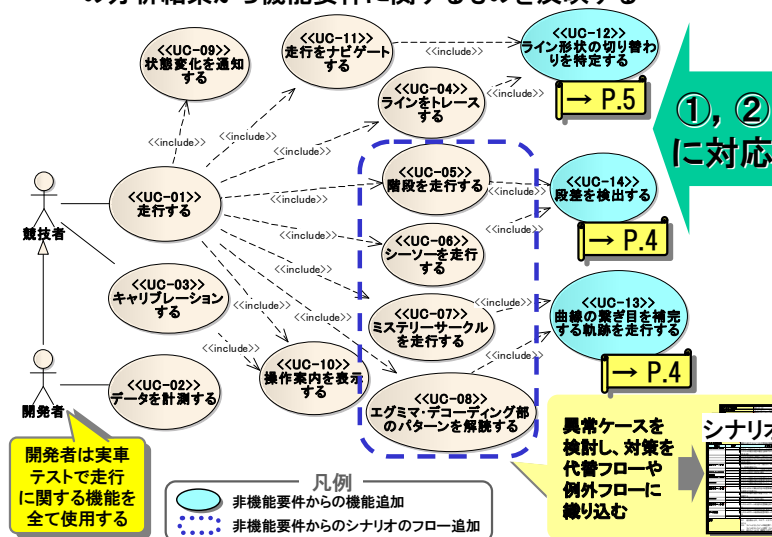 の分析結果から機能要件に関するものを反映する
<<UC-09>>
状態変化を通知
する
<<UC-11>>
走行をナビゲート
する
<<include>>
<<UC-12>>
ライン形状の切り替わ
りを特定する
→ P.5
<<UC-04>>
ラインをトレース
する
<<include>>
①, ②
に対応
<<include>>
<<include>>
<<include>>
<<UC-01>>
走行する
<<include>>
<<UC-05>>
階段を走行する
<<include>>
<<UC-14>>
段差を検出する
→ P.4
競技者
<<include>>
<<UC-06>>
シーソーを走行
する
<<include>>
<<UC-03>>
キャリブレーション
する
<<include>>
<<include>>
<<UC-07>>
ミステリーサークル
を走行する
<<include>>
<<UC-13>>
曲線の繋ぎ目を補完
する軌跡を走行する
→ P.4
<<include>>
<<include>>
<<include>>
<<UC-10>>
操作案内を表示
する
開発者
<<UC-02>>
データを計測する
<<UC-08>>
エグミマ・デコーディング部
のパターンを解読する
開発者は実車
テストで走行
に関する機能を
全て使用する
異常ケースを
検討し、対策を
代替フローや
例外フローに
織り込む
シナリオ
凡例
非機能要件からの機能追加
非機能要件からのシナリオのフロー追加